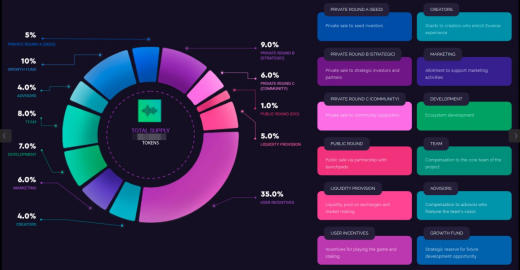 5%
PRIVATE ROUND A (SEED)
10%
GROWTH FUND
4.0%
ADVISORS
8.0%
TEAM
7.0%
DEVELOPMENT
6.0%
MARKETING
4.0%
CREATORS
9.0%
PRIVATE ROUND B
(STRATEGIC)
6.0%
PRIVATE ROUND C
(COMMUNITY)
1.0%
PUBLIC ROUND (IDO)
5.0%
LIQUIDITY PROVISION
35.0%
USER INCENTIVES
TOTAL SUPPLY
TOKENS
PRIVATE ROUND A (SEED)
Private sale to seed investors
CREATORS
Grants to creators who enrich
experience
PRIVATE ROUND B (STRATEGIC)
Private sale to strategic investors and
partners
MARKETING
Allotment to support marketing
activities
PRIVATE ROUND C (COMMUNITY)
Private sale to community supporters
DEVELOPMENT
Ecosystem development
PUBLIC ROUND
Public sale via partnership with
launchpads
TEAM
Compensation to the core team of the
project
LIQUIDITY PROVISION
Liquidity pool on exchanges and
market making
ADVISORS
Compensation to advisors who
the team's vision
USER INCENTIVES
Incentives for playing the game and
staking
GROWTH FUND
Strategic reserve for future
development opportunity